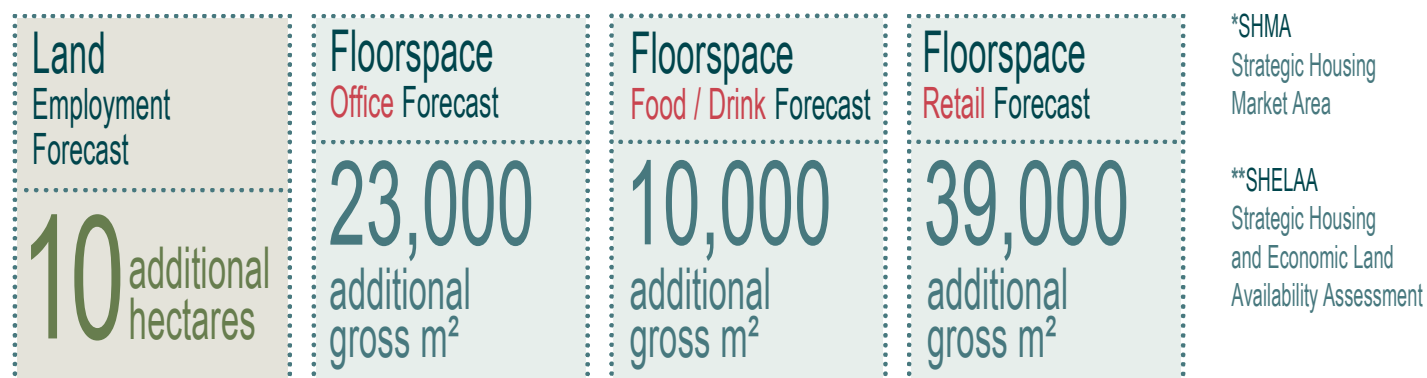 Land
Employment
Forecast
10 additional
hectares
Floorspace
Office Forecast
23,000
additional
gross m²
Floorspace
Food / Drink Forecast
10,000
additional
gross m²
Floorspace
Retail Forecast
39,000
additional
gross m²
*SHMA
Strategic Housing
Market Area
**SHELAA
Strategic Housing
and Economic Land
Availability Assessment